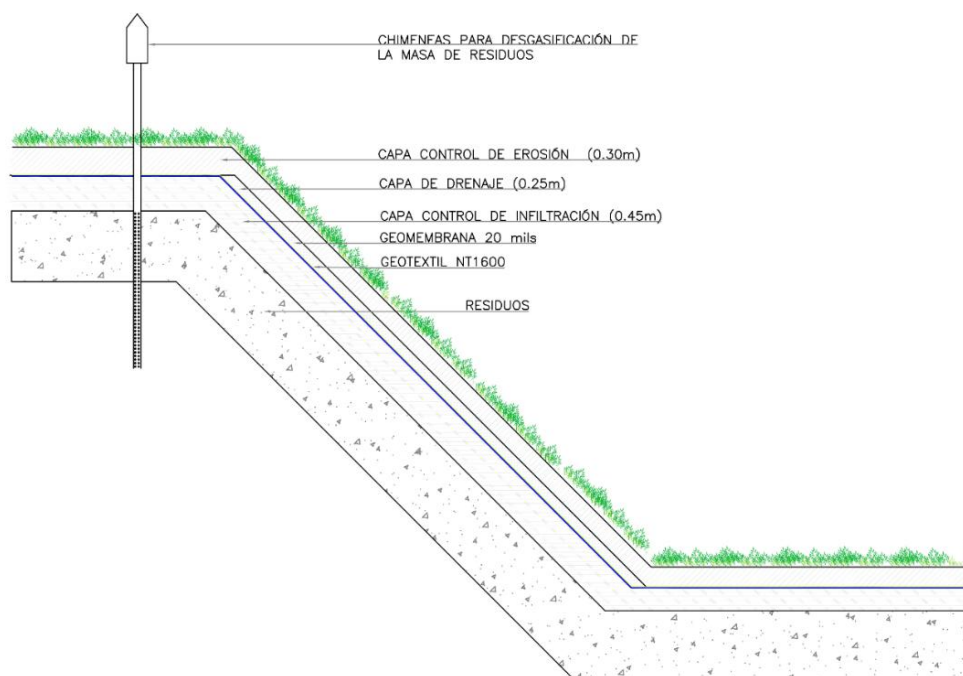 CHIMENEAS PARA DESGASIFICACIÓN DE
LA MASA DE RESIDUOS
CAPA CONTROL DE EROSIÓN (0.30m)
CAPA DE DRENAJE (0.25m)
CAPA CONTROL DE INFILTRACIÓN (0.45m)
GEOMEMBRANA 20 mils
GEOTEXTIL NT1600
RESIDUOS